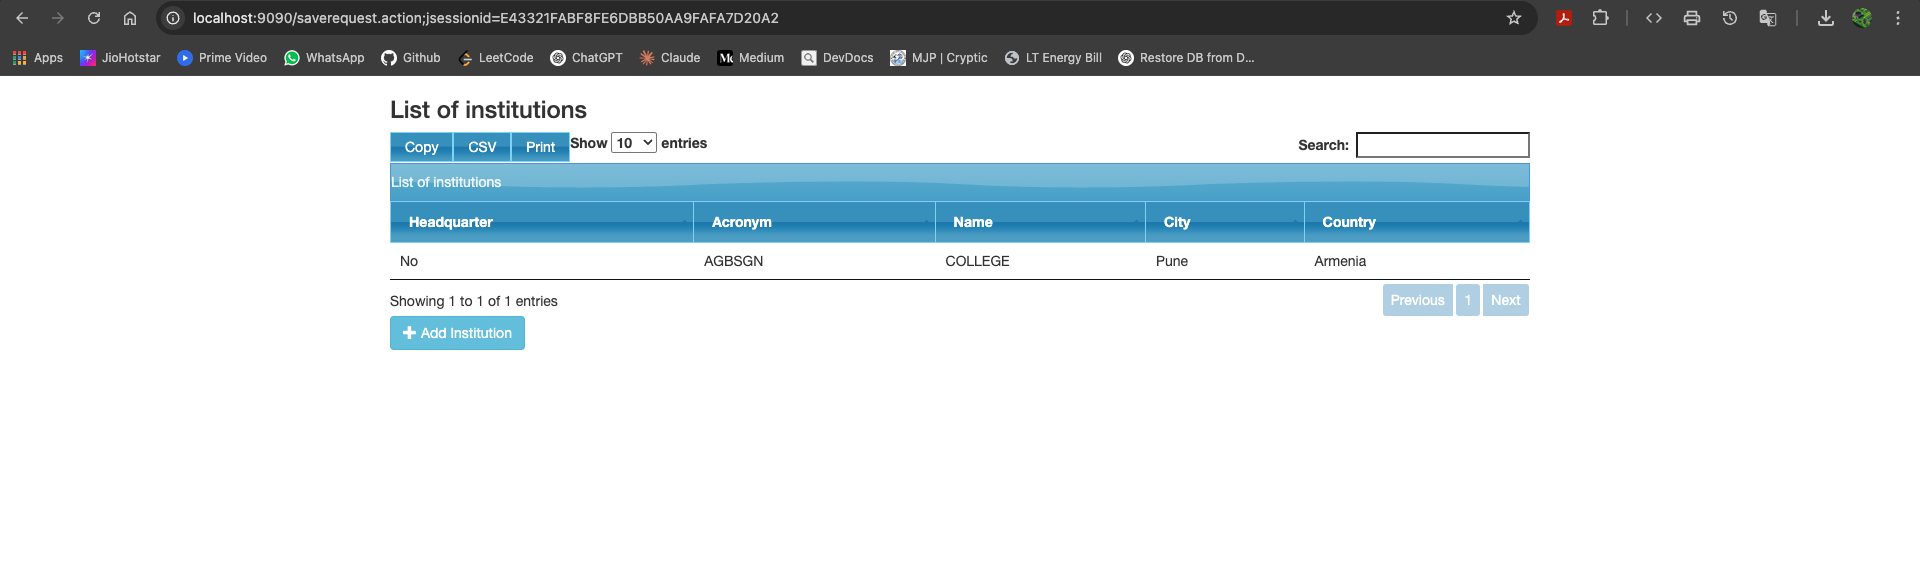 localhost:9090/saverequest.action;jsessionid=E43321FABF8FE6DBB50AA9FAFA7D20A2
Apps JioHotstar Prime Video WhatsApp Github LeetCode ChatGPT Claude Medium DevDocs MJP | Cryptic LT Energy Bill Restore DB from D...
List of institutions
Copy CSV Print Show 10 entries Search:
List of institutions
Headquarter Acronym Name City Country
No AGBSGN COLLEGE Pune Armenia
Showing 1 to 1 of 1 entries Previous 1 Next
Add Institution